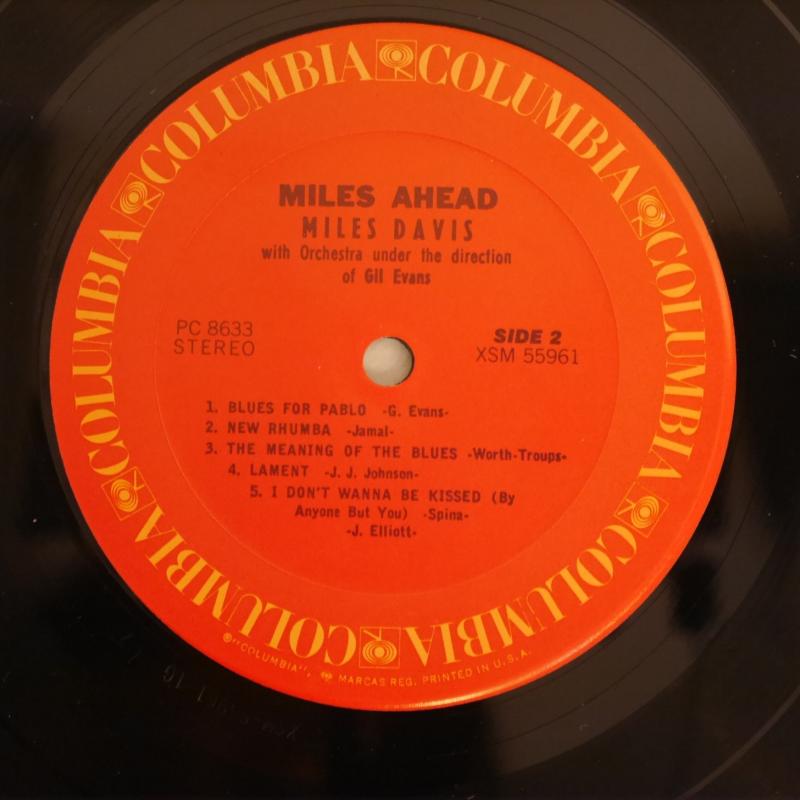 COLUMBIA COLUMBIA COLUMBIA COLUMBIA COLUMBIA COLUMBIA COLUMBIA
MILES AHEAD
MILES DAVIS
with Orchestra under the direction
of Gil Evans
PC 8633
STEREO
SIDE 2
XSM 55961
1. BLUES FOR PABLO -G. Evans-
2. NEW RHUMBA -Jamal-
3. THE MEANING OF THE BLUES -Worth-Troups-
4. LAMENT -J. J. Johnson-
5. I DON'T WANNA BE KISSED (By
Anyone But You) -Spina-
-J. Elliott-
®"COLUMBIA", MARCAS REG. PRINTED IN U.S.A.